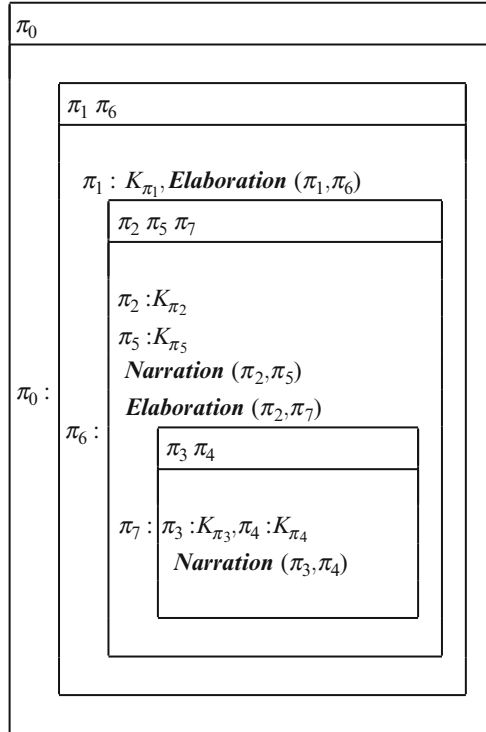 π0
π1 π6
π1 : Kπ1, Elaboration (π1,π6)
π2 π5 π7
π2 :Kπ2
π5 :Kπ5
Narration (π2,π5)
Elaboration (π2,π7)
π0 :
π6 :
π3 π4
π7 : π3 :Kπ3,π4 :Kπ4
Narration (π3,π4)